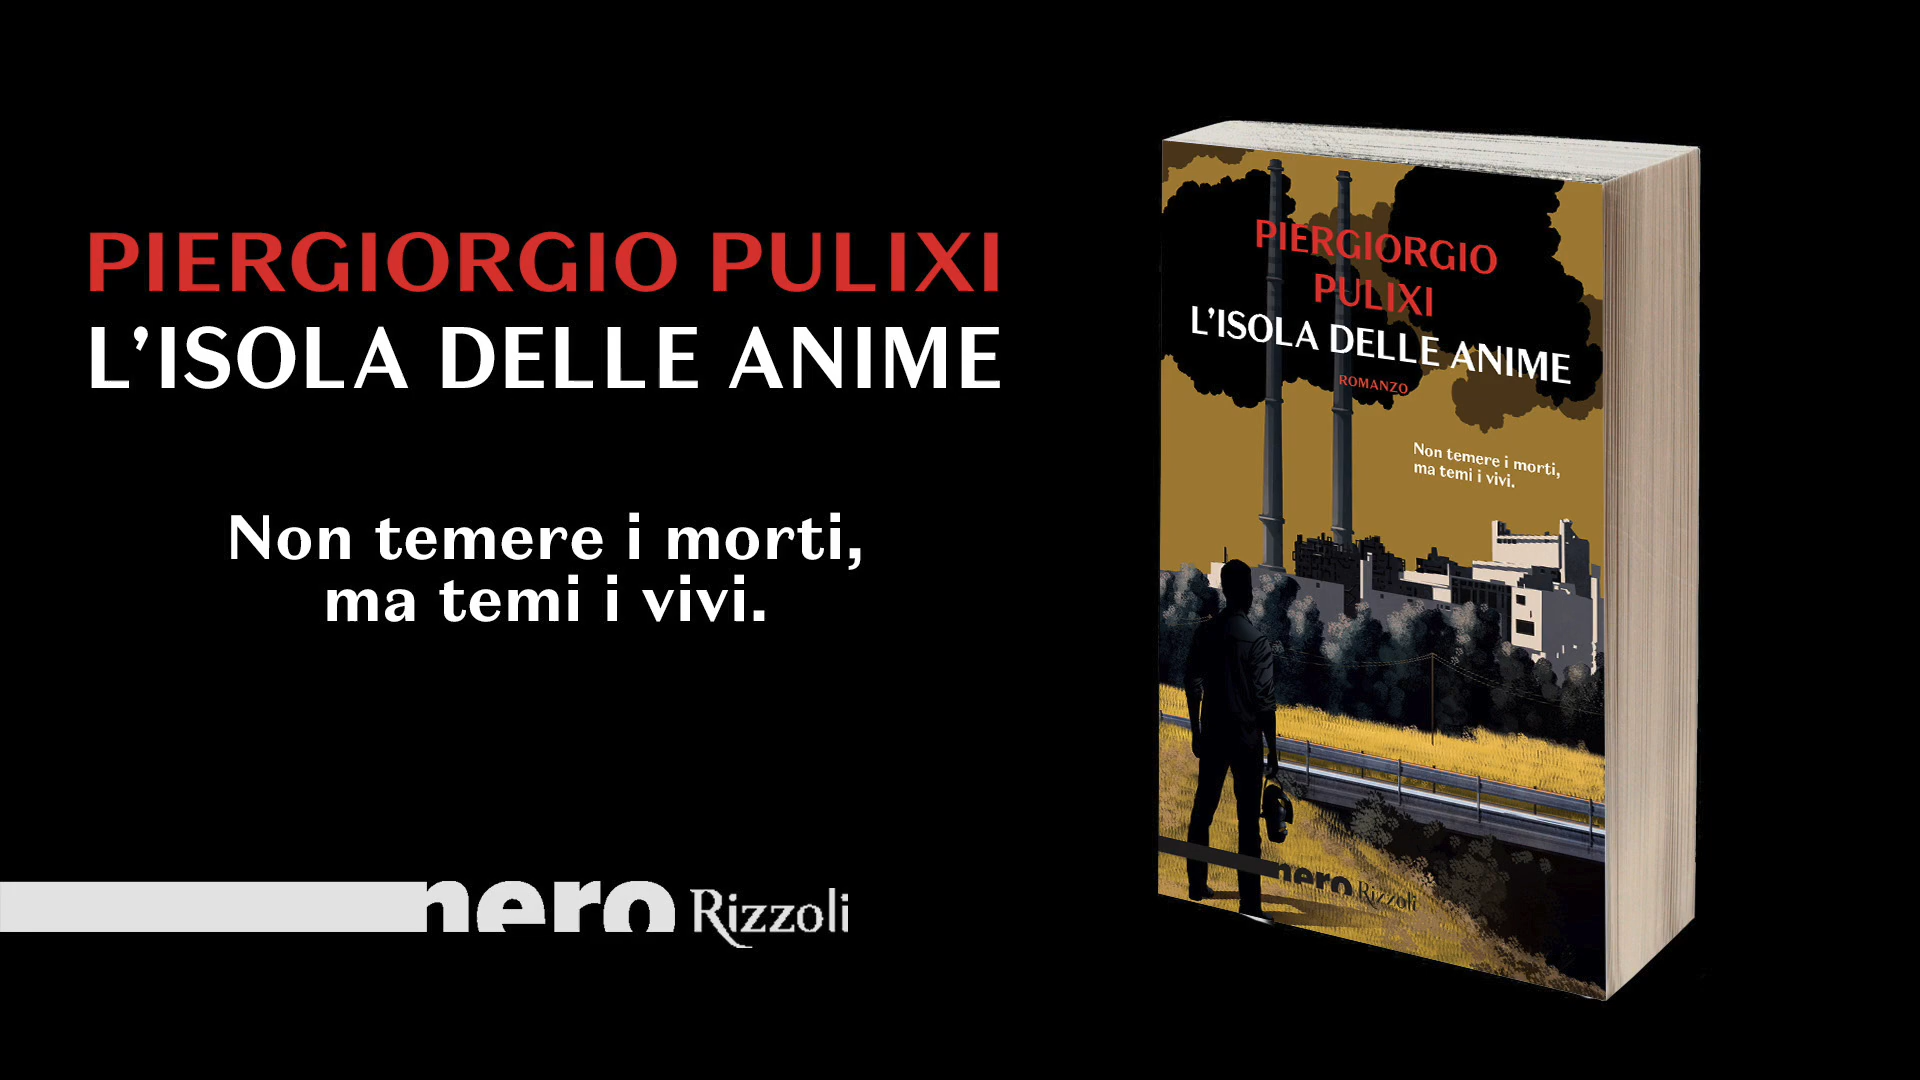 PIERGIORGIO PULIXI
L’ISOLA DELLE ANIME
Non temere i morti,
ma temi i vivi.
nero Rizzoli
PIERGIORGIO
PULIXI
L’ISOLA DELLE ANIME
ROMANZO
Non temere i morti,
ma temi i vivi.
nero Rizzoli